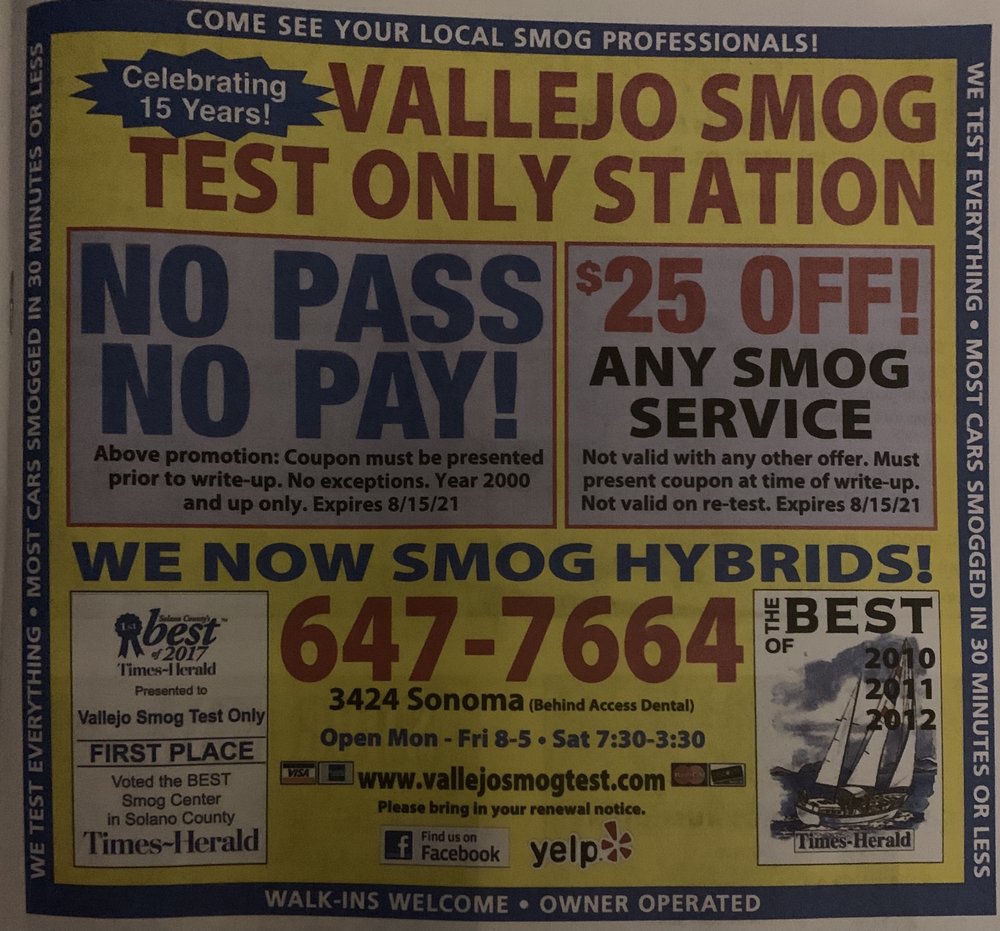 COME SEE YOUR LOCAL SMOG PROFESSIONALS!
WE TEST EVERYTHING • MOST CARS SMOGGED IN 30 MINUTES OR LESS
WE TEST EVERYTHING • MOST CARS SMOGGED IN 30 MINUTES OR LESS
Celebrating
15 Years!
VALLEJO SMOG
TEST ONLY STATION
NO PASS
NO PAY!
Above promotion: Coupon must be presented
prior to write-up. No exceptions. Year 2000
and up only. Expires 8/15/21
$25 OFF!
ANY SMOG
SERVICE
Not valid with any other offer. Must
present coupon at time of write-up.
Not valid on re-test. Expires 8/15/21
WE NOW SMOG HYBRIDS!
1st
Solano County's
best™
of 2017
Times-Herald
Presented to
Vallejo Smog Test Only
FIRST PLACE
Voted the BEST
Smog Center
in Solano County
Times~Herald
647-7664
3424 Sonoma (Behind Access Dental)
Open Mon - Fri 8-5 • Sat 7:30-3:30
VISA
www.vallejosmogtest.com
MasterCard
Please bring in your renewal notice.
f Find us on
Facebook
yelp
THE BEST
OF
2010
2011
2012
Times-Herald
WALK-INS WELCOME • OWNER OPERATED